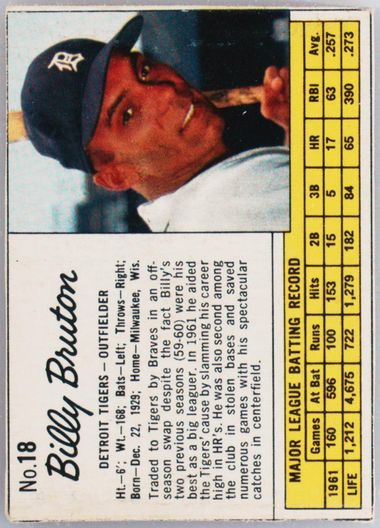 No. 18
Billy Bruton
DETROIT TIGERS — OUTFIELDER
Ht.—6'; Wt.—168; Bats—Left; Throws—Right;
Born—Dec. 22, 1929; Home—Milwaukee, Wis.
Traded to Tigers by Braves in an off-
season swap despite the fact Billy's
two previous seasons (59-60) were his
best as a big leaguer. In 1961 he aided
the Tigers' cause by slamming his career
high in HR's. He was also second among
the club in stolen bases and saved
numerous games with his spectacular
catches in centerfield.
D
MAJOR LEAGUE BATTING RECORD
Games At Bat Runs Hits 2B 3B HR RBI Avg.
1961 160 596 100 153 15 5 17 63 .257
LIFE 1,212 4,675 722 1,279 182 84 65 390 .273